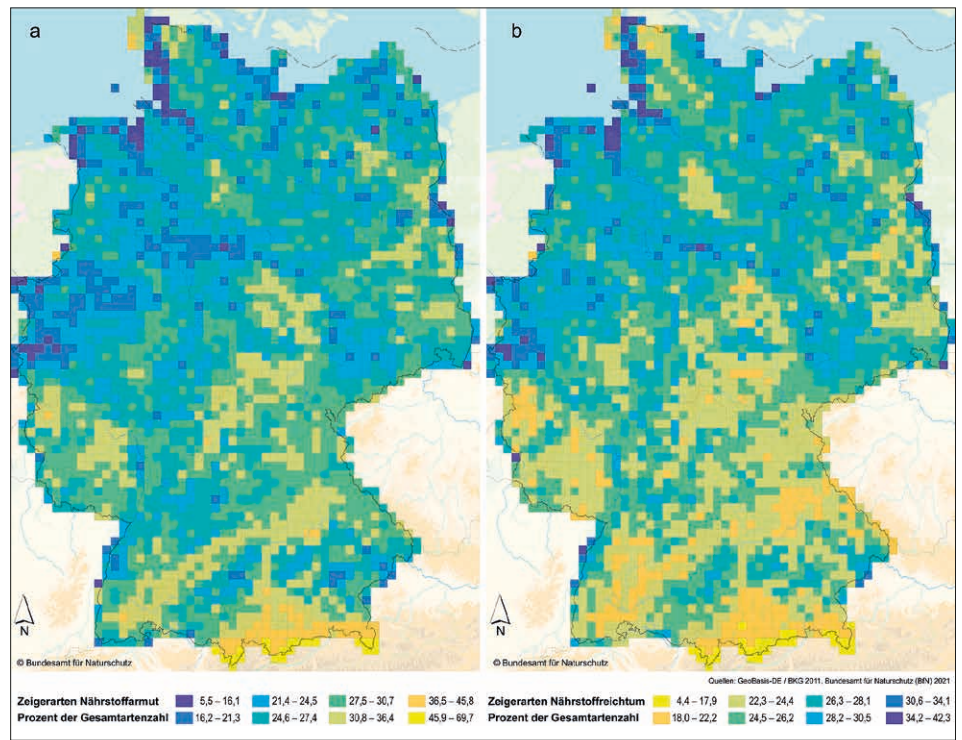 a
b
N
N
© Bundesamt für Naturschutz
© Bundesamt für Naturschutz
Quellen: GeoBasis-DE / BKG 2011, Bundesamt für Naturschutz (BfN) 2021
Zeigerarten Nährstoffarmut
Prozent der Gesamtartenzahl
5,5 – 16,1
16,2 – 21,3
21,4 – 24,5
24,6 – 27,4
27,5 – 30,7
30,8 – 36,4
36,5 – 45,8
45,9 – 69,7
Zeigerarten Nährstoffreichtum
Prozent der Gesamtartenzahl
4,4 – 17,9
18,0 – 22,2
22,3 – 24,4
24,5 – 26,2
26,3 – 28,1
28,2 – 30,5
30,6 – 34,1
34,2 – 42,3